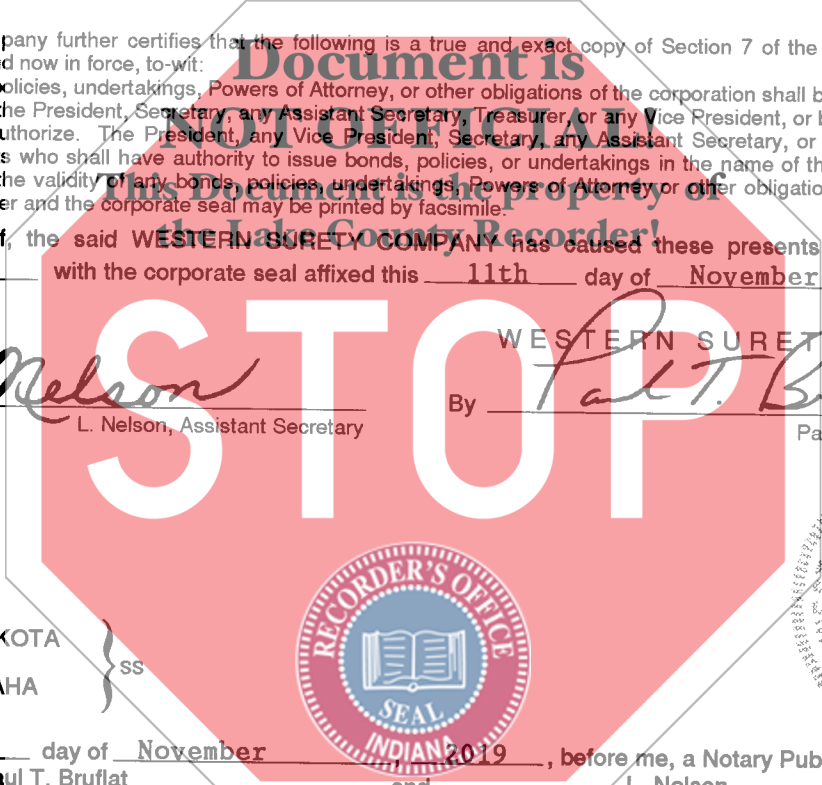 pany further certifies that the following is a true and exact copy of Section 7 of the
d now in force, to-wit:
Document is
olicies, undertakings, Powers of Attorney, or other obligations of the corporation shall b
he President, Secretary, any Assistant Secretary, Treasurer, or any Vice President, or b
NOT OFFICIAL!
uthorize. The President, any Vice President, Secretary, any Assistant Secretary, or
s who shall have authority to issue bonds, policies, or undertakings in the name of th
he validity of any bonds, policies, undertakings, Powers of Attorney or other obligatio
This Document is the property of
er and the corporate seal may be printed by facsimile.
f, the said WESTERN SURETY COMPANY has caused these presents
the Lake County Recorder!
with the corporate seal affixed this 11th day of November
WESTERN SURET
STOP
Nelson
Paul T. B
By
L. Nelson, Assistant Secretary
Pa
RECORDER'S OFFICE
SEAL
INDIANA
KOTA
SS
AHA
day of November , 2019 , before me, a Notary Pub
ul T. Bruflat and L. Nelson